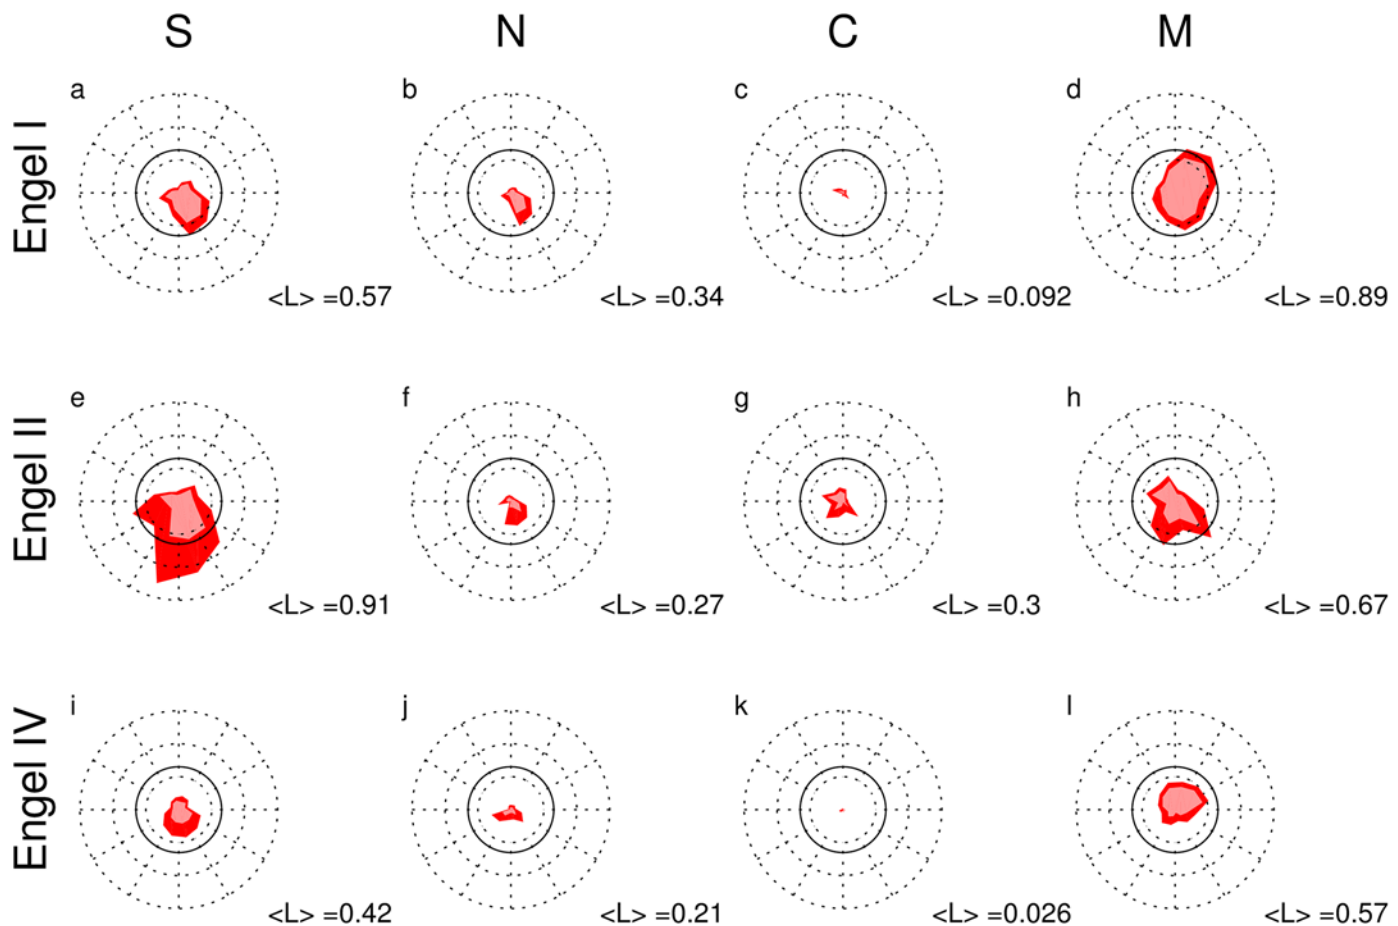 S N C M
Engel I
a b c d
<L> =0.57 <L> =0.34 <L> =0.092 <L> =0.89
Engel II
e f g h
<L> =0.91 <L> =0.27 <L> =0.3 <L> =0.67
Engel IV
i j k l
<L> =0.42 <L> =0.21 <L> =0.026 <L> =0.57